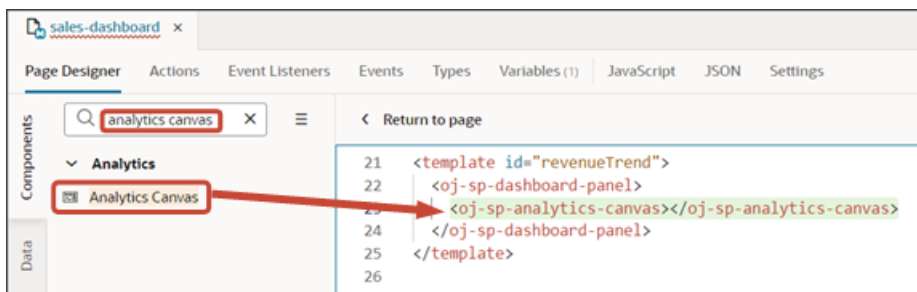 sales-dashboard ×
Page Designer Actions Event Listeners Events Types Variables (1) JavaScript JSON Settings
Components
Data
analytics canvas ×
Analytics
Analytics Canvas
Return to page
21 <template id="revenueTrend">
22 <oj-sp-dashboard-panel>
23 <oj-sp-analytics-canvas></oj-sp-analytics-canvas>
24 </oj-sp-dashboard-panel>
25 </template>
26